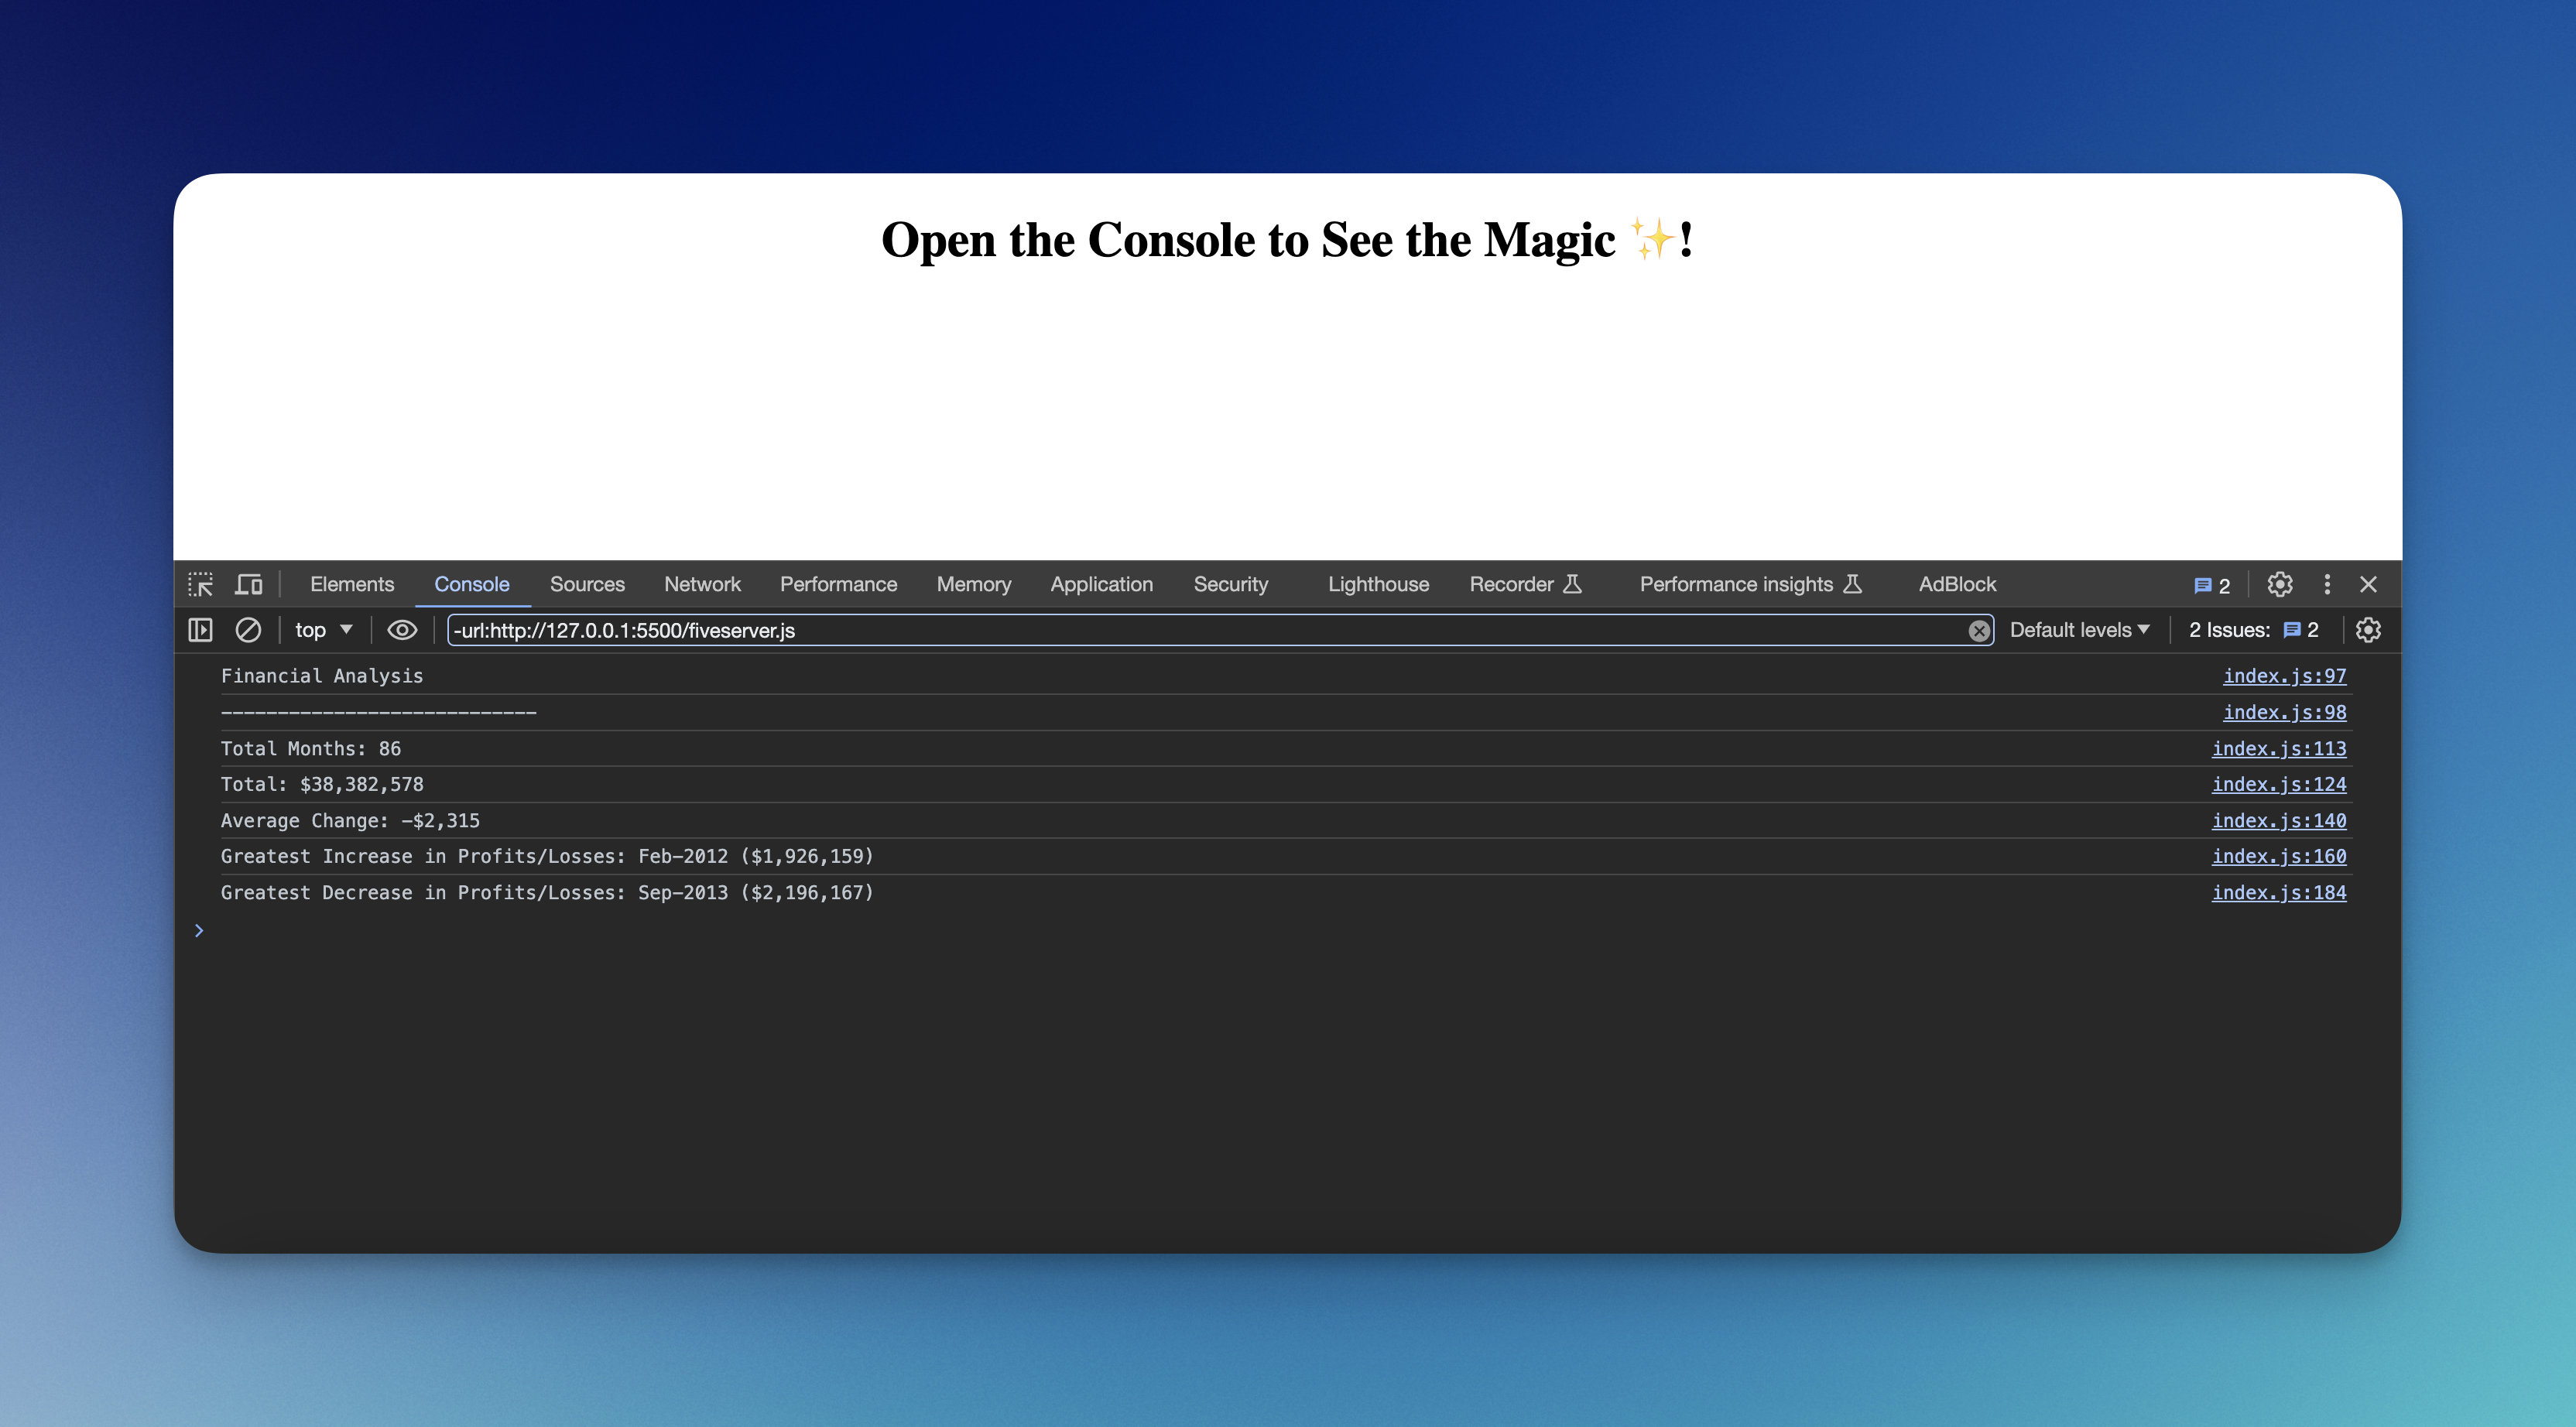 Open the Console to See the Magic ✨!
Elements Console Sources Network Performance Memory Application Security Lighthouse Recorder Performance insights AdBlock 2
top -url:http://127.0.0.1:5500/fiveserver.js Default levels 2 Issues: 2
Financial Analysis index.js:97
---------------------------- index.js:98
Total Months: 86 index.js:113
Total: $38,382,578 index.js:124
Average Change: -$2,315 index.js:140
Greatest Increase in Profits/Losses: Feb-2012 ($1,926,159) index.js:160
Greatest Decrease in Profits/Losses: Sep-2013 ($2,196,167) index.js:184